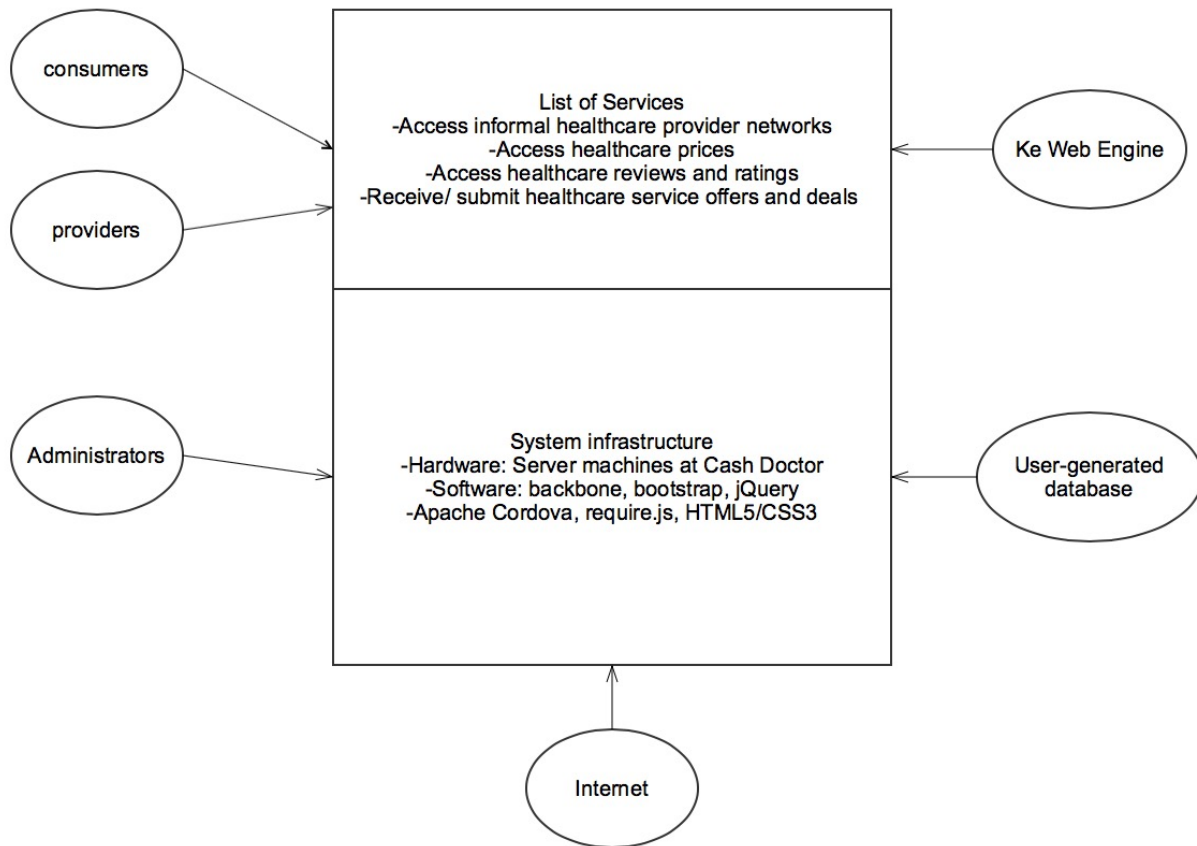 consumers
List of Services
-Access informal healthcare provider networks
-Access healthcare prices
-Access healthcare reviews and ratings
-Receive/ submit healthcare service offers and deals
Ke Web Engine
providers
Administrators
System infrastructure
-Hardware: Server machines at Cash Doctor
-Software: backbone, bootstrap, jQuery
-Apache Cordova, require.js, HTML5/CSS3
User-generated
database
Internet